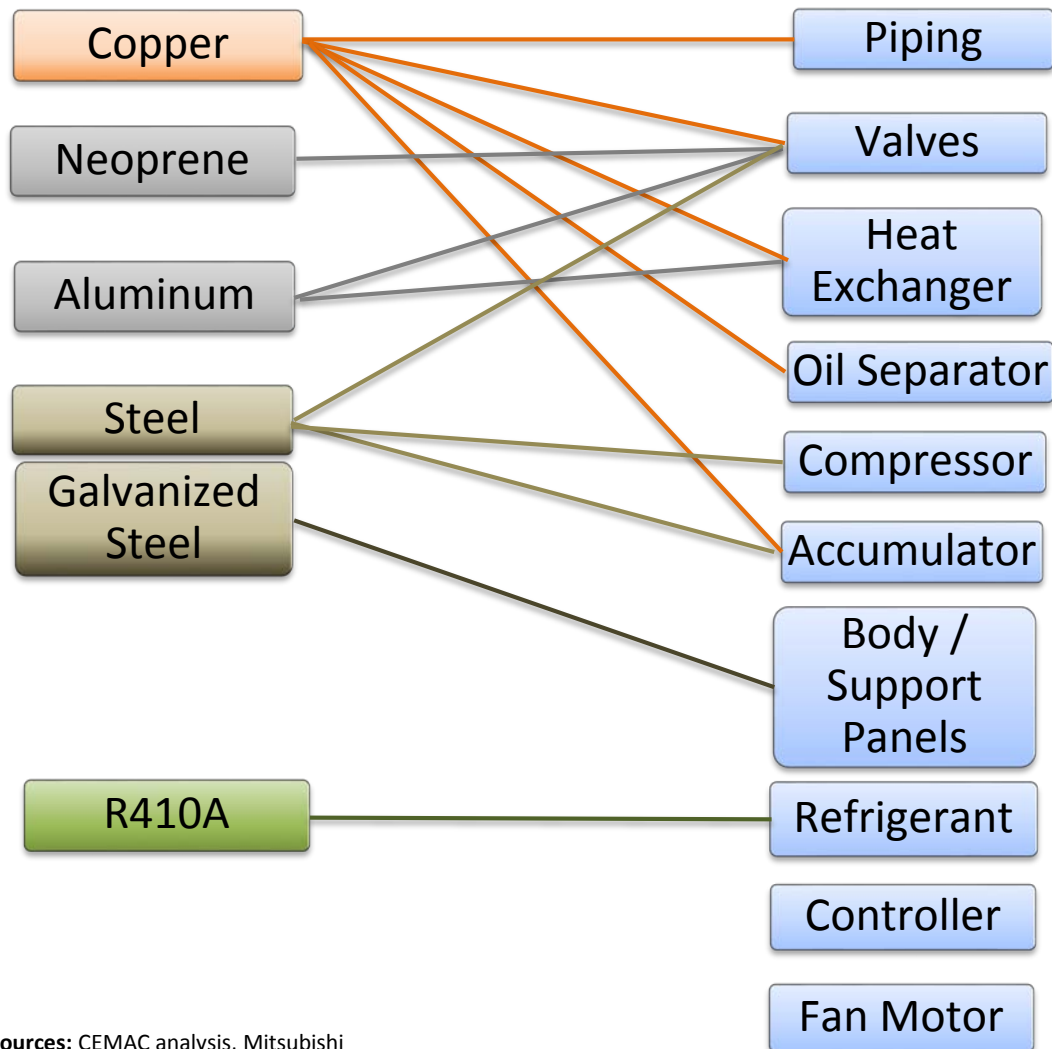 Copper
Neoprene
Aluminum
Steel
Galvanized
Steel
R410A
Piping
Valves
Heat
Exchanger
Oil Separator
Compressor
Accumulator
Body /
Support
Panels
Refrigerant
Controller
Fan Motor
ources: CEMAC analysis, Mitsubishi